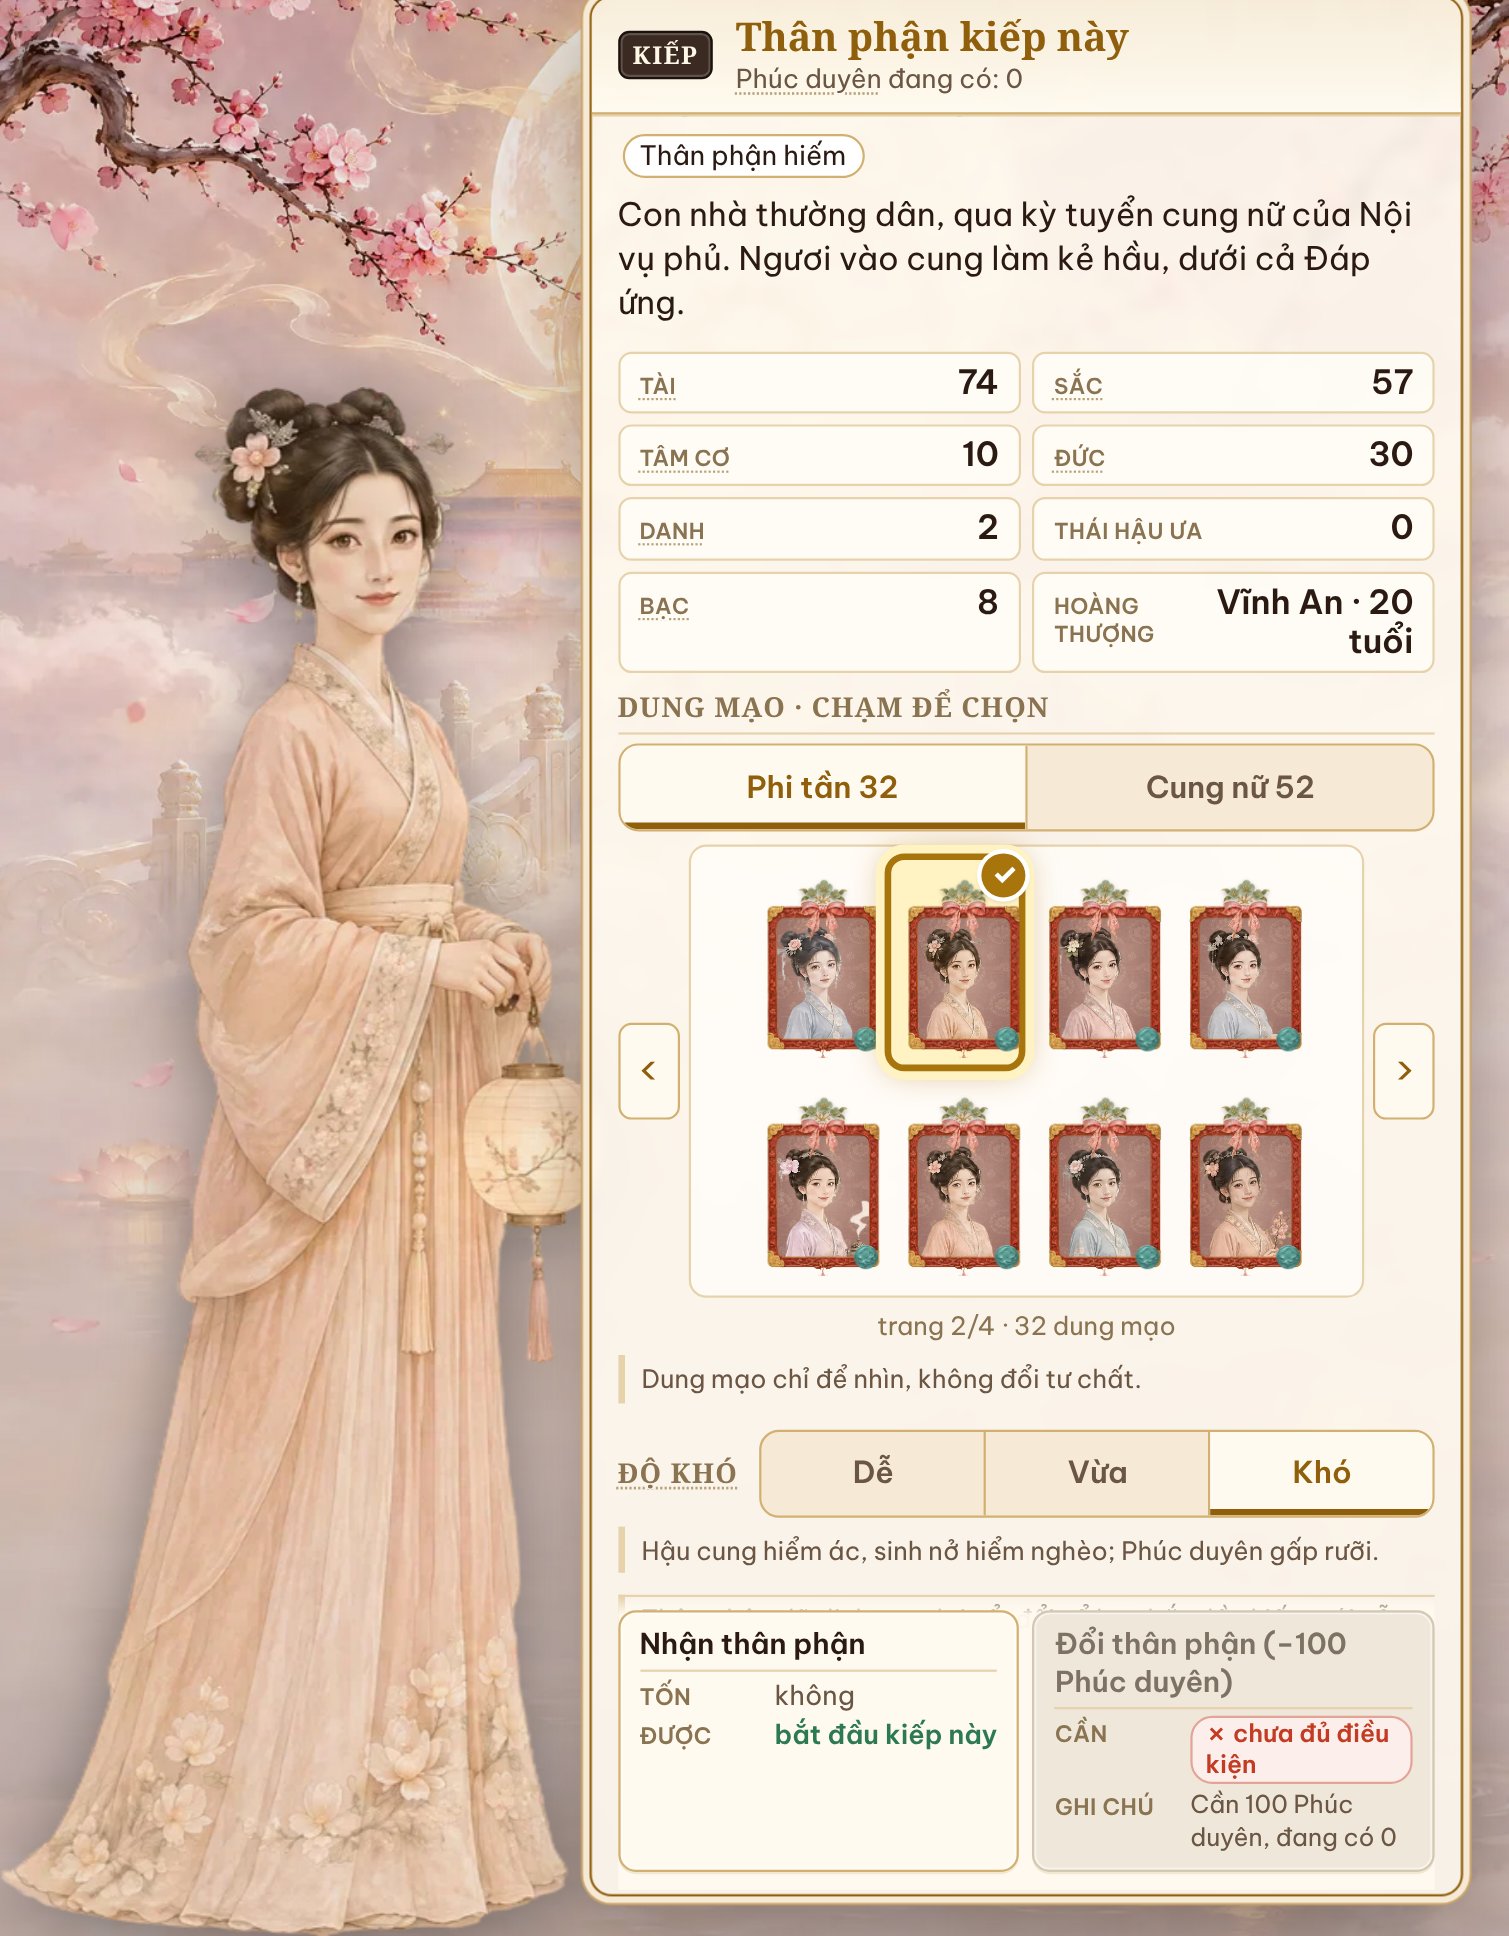 KIẾP
Thân phận kiếp này
Phúc duyên đang có: 0
Thân phận hiếm
Con nhà thường dân, qua kỳ tuyển cung nữ của Nội
vụ phủ. Ngươi vào cung làm kẻ hầu, dưới cả Đáp
ứng.
TÀI 74
SẮC 57
TÂM CƠ 10
ĐỨC 30
DANH 2
THÁI HẬU ƯA 0
BẠC 8
HOÀNG
THƯỢNG
Vĩnh An · 20
tuổi
DUNG MẠO · CHẠM ĐỂ CHỌN
Phi tần 32
Cung nữ 52
‹
›
trang 2/4 · 32 dung mạo
Dung mạo chỉ để nhìn, không đổi tư chất.
ĐỘ KHÓ
Dễ
Vừa
Khó
Hậu cung hiểm ác, sinh nở hiểm nghèo; Phúc duyên gấp rưỡi.
Nhận thân phận
TỐN không
ĐƯỢC bắt đầu kiếp này
Đổi thân phận (−100
Phúc duyên)
CẦN
× chưa đủ điều
kiện
GHI CHÚ
Cần 100 Phúc
duyên, đang có 0